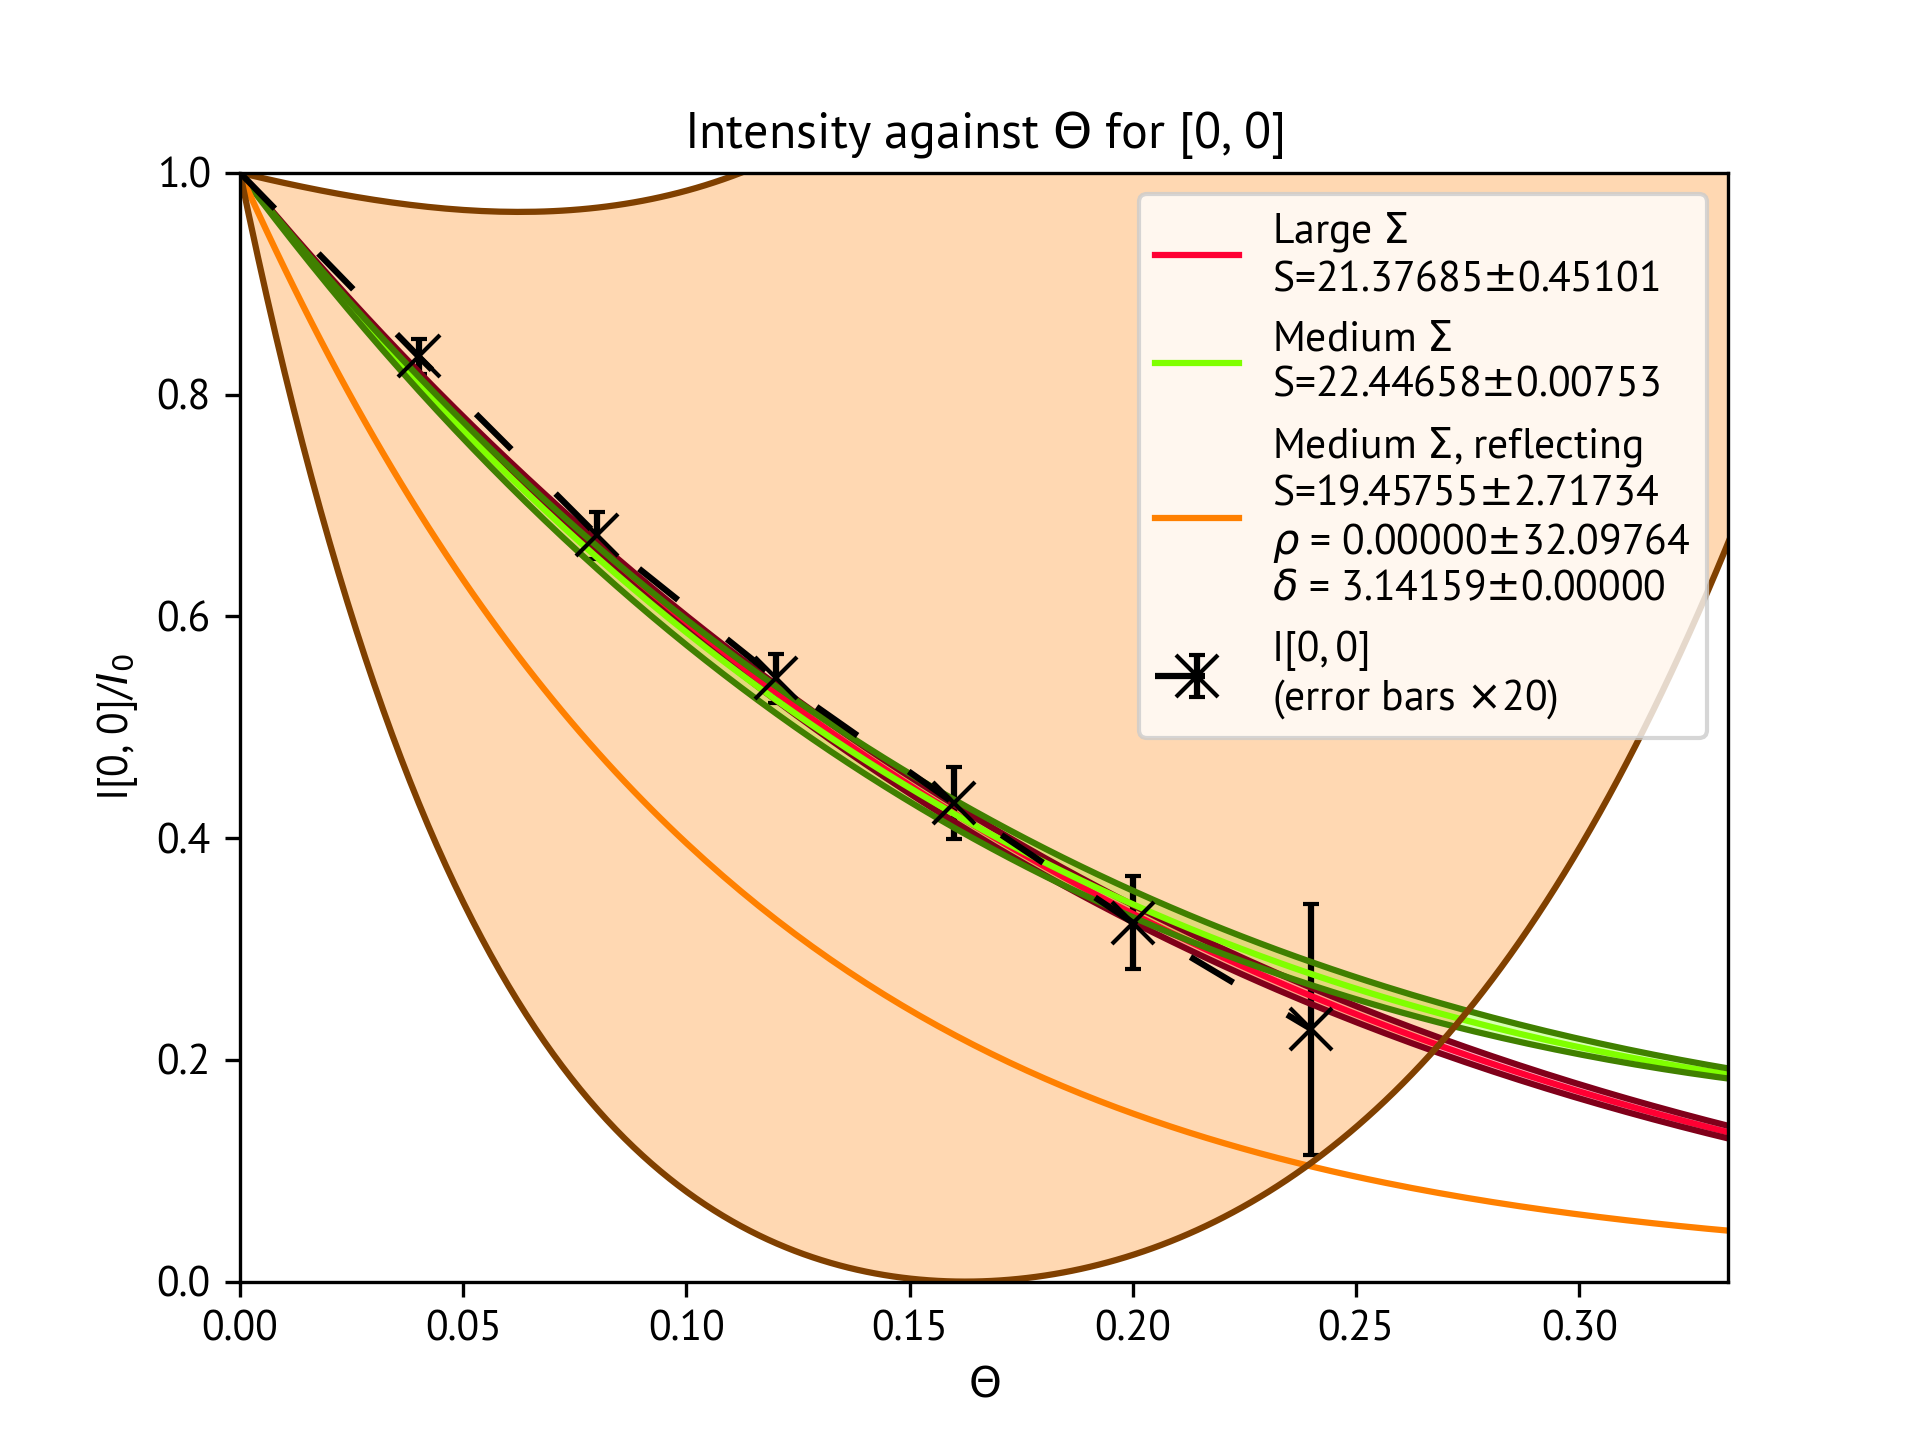 Intensity against Θ for [0, 0]
1.0
0.8
0.6
0.4
0.2
0.0
I[0, 0]/I₀
0.00
0.05
0.10
0.15
0.20
0.25
0.30
Θ
Large Σ
S=21.37685±0.45101
Medium Σ
S=22.44658±0.00753
Medium Σ, reflecting
S=19.45755±2.71734
ρ = 0.00000±32.09764
δ = 3.14159±0.00000
I[0, 0]
(error bars ×20)